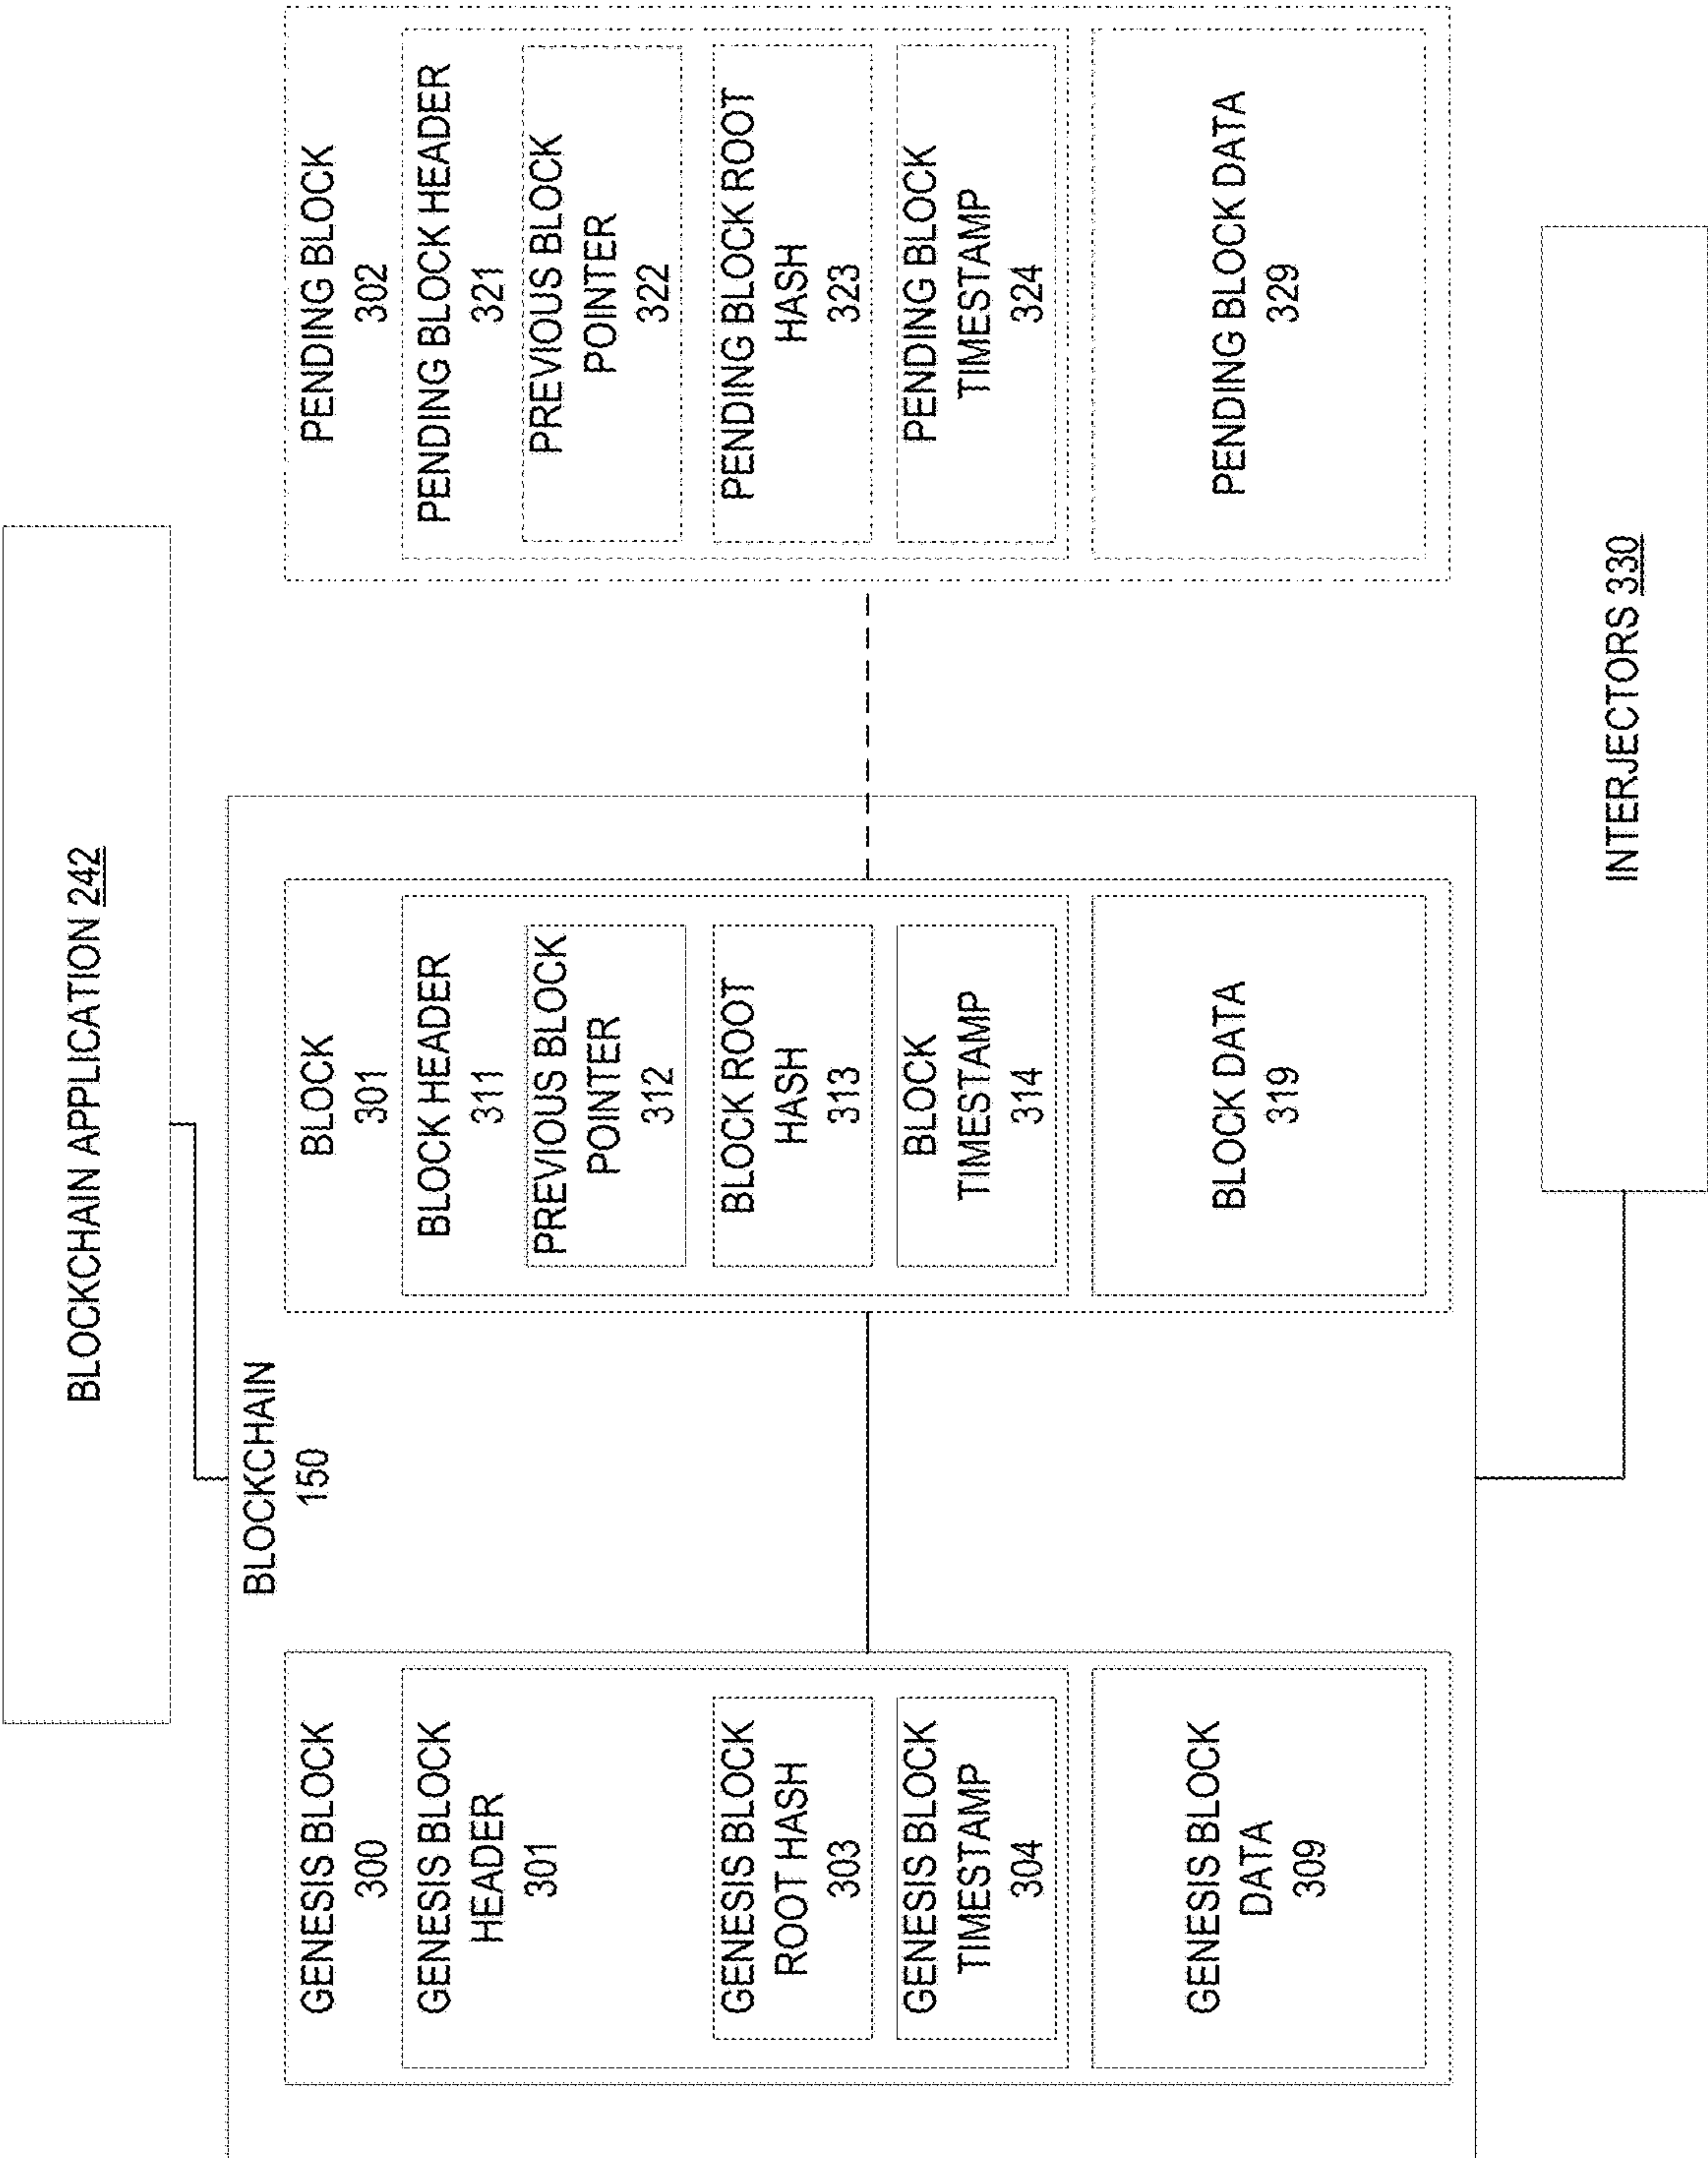 BLOCKCHAIN APPLICATION 242
BLOCKCHAIN
150
GENESIS BLOCK
300
GENESIS BLOCK
HEADER
301
GENESIS BLOCK
ROOT HASH
303
GENESIS BLOCK
TIMESTAMP
304
GENESIS BLOCK
DATA
309
BLOCK
301
BLOCK HEADER
311
PREVIOUS BLOCK
POINTER
312
BLOCK ROOT
HASH
313
BLOCK
TIMESTAMP
314
BLOCK DATA
319
PENDING BLOCK
302
PENDING BLOCK HEADER
321
PREVIOUS BLOCK
POINTER
322
PENDING BLOCK ROOT
HASH
323
PENDING BLOCK
TIMESTAMP
324
PENDING BLOCK DATA
329
INTERJECTORS 330